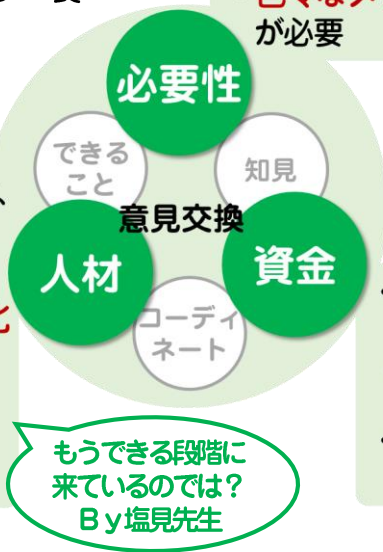 が必要
必要性
できる
こと
知見
意見交換
人材
資金
コーディ
ネート
もうできる段階に
来ているのでは?
By塩見先生